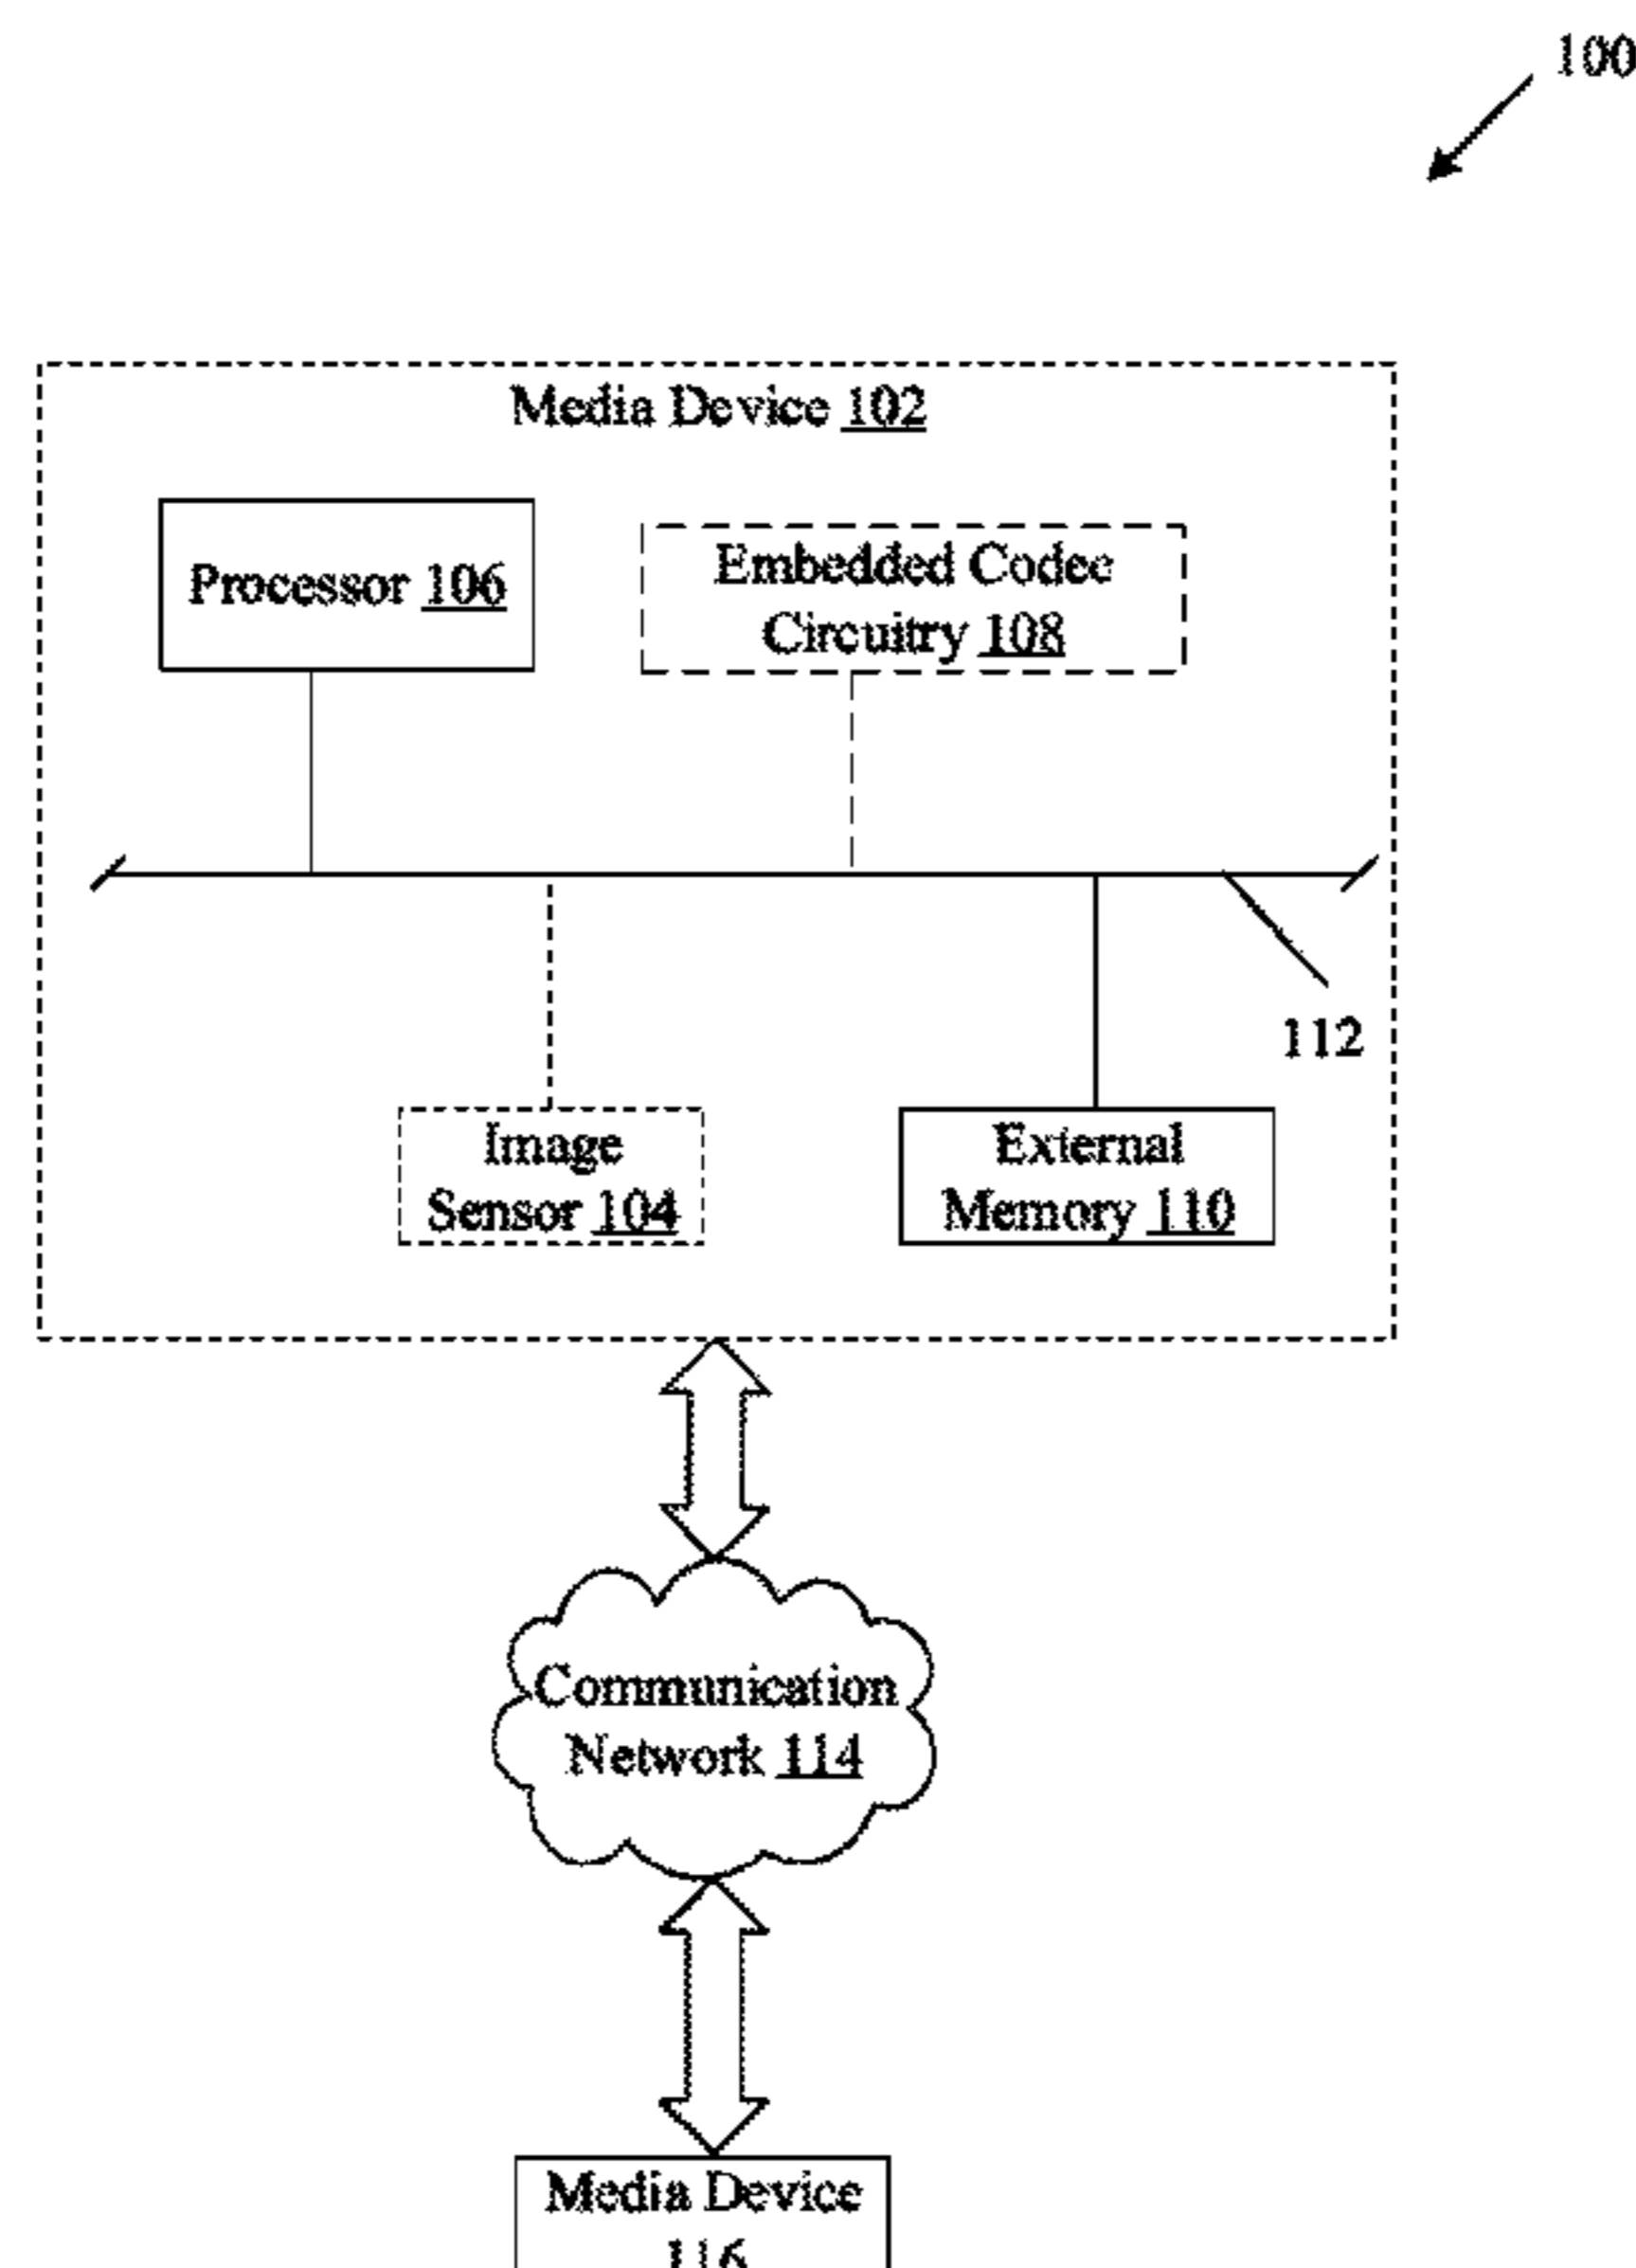 100
Media Device 102
Processor 106
Embedded Codec
Circuitry 108
112
Image
Sensor 104
External
Memory 110
Communication
Network 114
Media Device
116